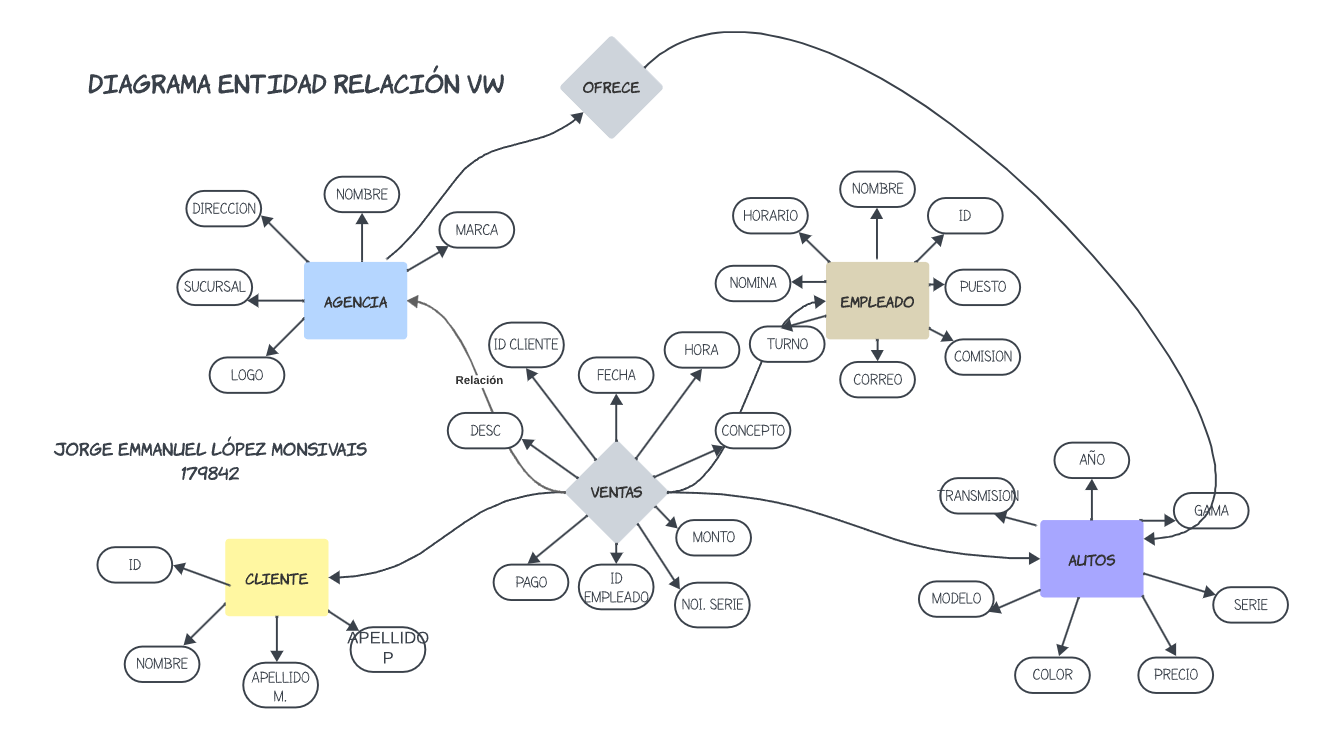 DIAGRAMA ENTIDAD RELACIÓN VW
OFRECE
DIRECCION
NOMBRE
MARCA
SUCURSAL
AGENCIA
LOGO
NOMBRE
HORARIO
ID
NOMINA
EMPLEADO
PUESTO
TURNO
COMISION
CORREO
ID CLIENTE
FECHA
HORA
Relación
DESC
CONCEPTO
VENTAS
MONTO
PAGO
ID
EMPLEADO
NOI. SERIE
JORGE EMMANUEL LÓPEZ MONSIVAIS
179842
ID
CLIENTE
NOMBRE
APELLIDO
M.
APELLIDO
P
AÑO
TRANSMISION
GAMA
AUTOS
MODELO
SERIE
COLOR
PRECIO